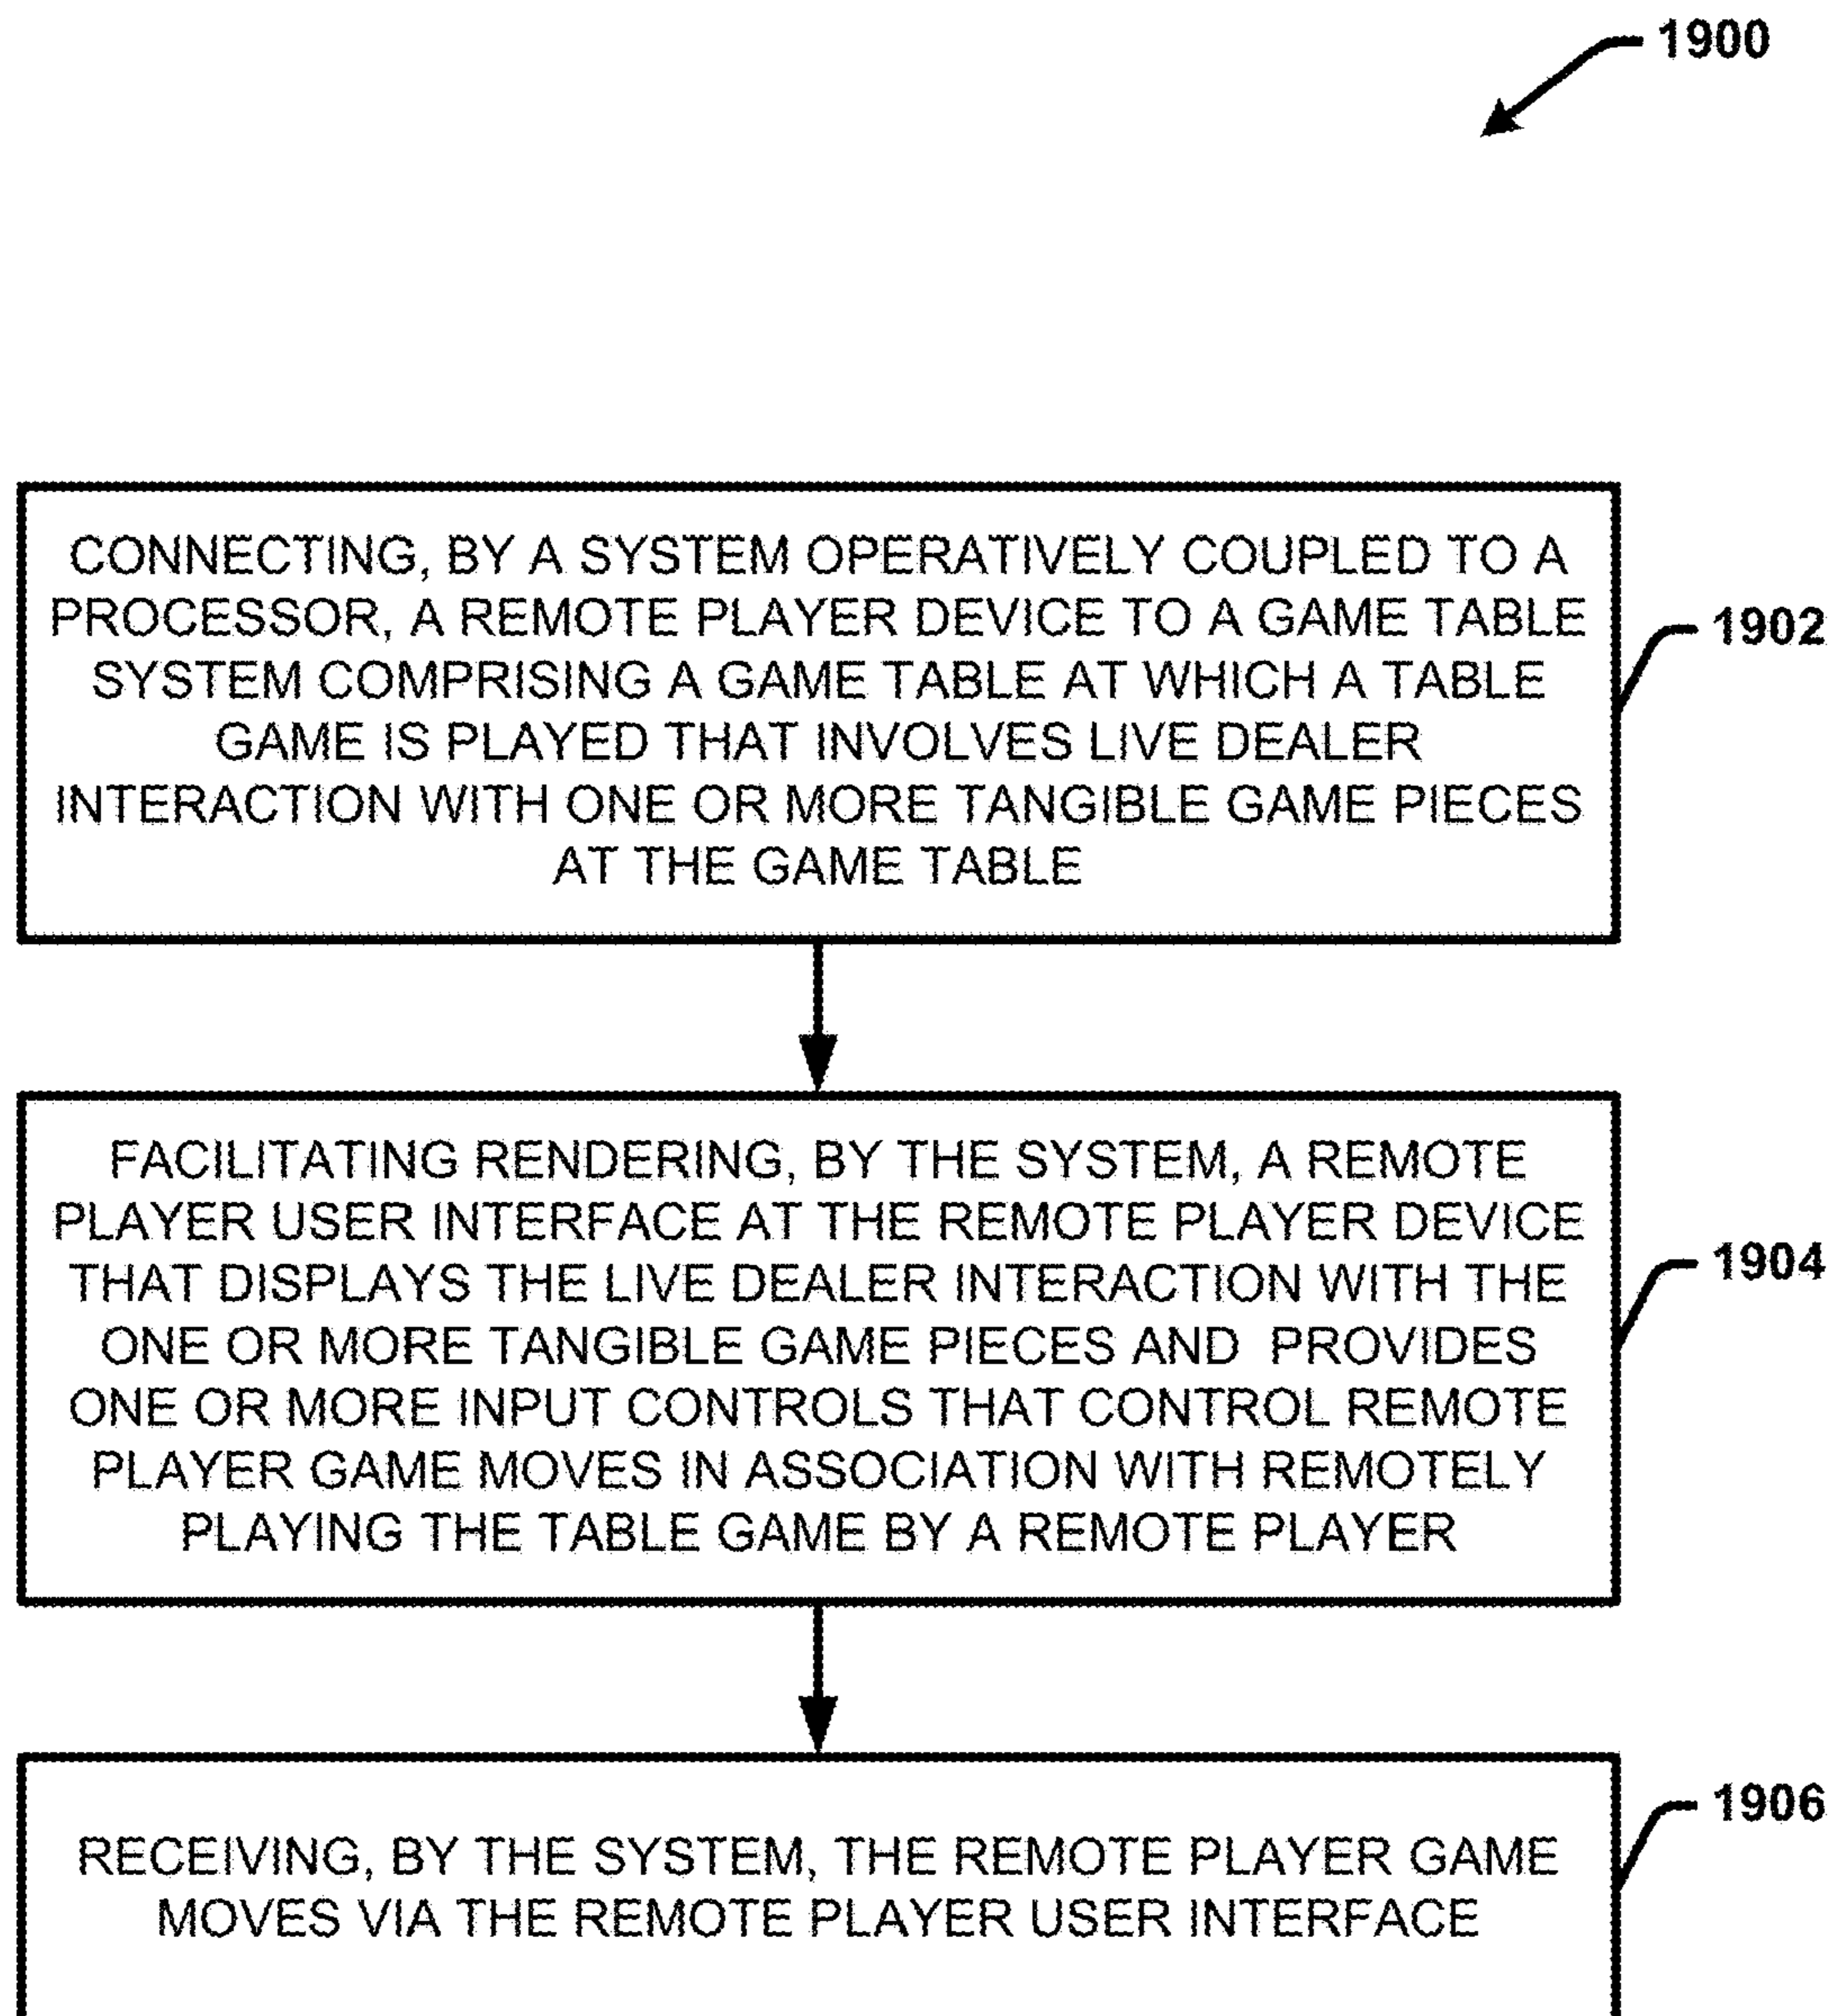 1900
CONNECTING, BY A SYSTEM OPERATIVELY COUPLED TO A
PROCESSOR, A REMOTE PLAYER DEVICE TO A GAME TABLE
SYSTEM COMPRISING A GAME TABLE AT WHICH A TABLE
GAME IS PLAYED THAT INVOLVES LIVE DEALER
INTERACTION WITH ONE OR MORE TANGIBLE GAME PIECES
AT THE GAME TABLE
1902
FACILITATING RENDERING, BY THE SYSTEM, A REMOTE
PLAYER USER INTERFACE AT THE REMOTE PLAYER DEVICE
THAT DISPLAYS THE LIVE DEALER INTERACTION WITH THE
ONE OR MORE TANGIBLE GAME PIECES AND PROVIDES
ONE OR MORE INPUT CONTROLS THAT CONTROL REMOTE
PLAYER GAME MOVES IN ASSOCIATION WITH REMOTELY
PLAYING THE TABLE GAME BY A REMOTE PLAYER
1904
RECEIVING, BY THE SYSTEM, THE REMOTE PLAYER GAME
MOVES VIA THE REMOTE PLAYER USER INTERFACE
1906